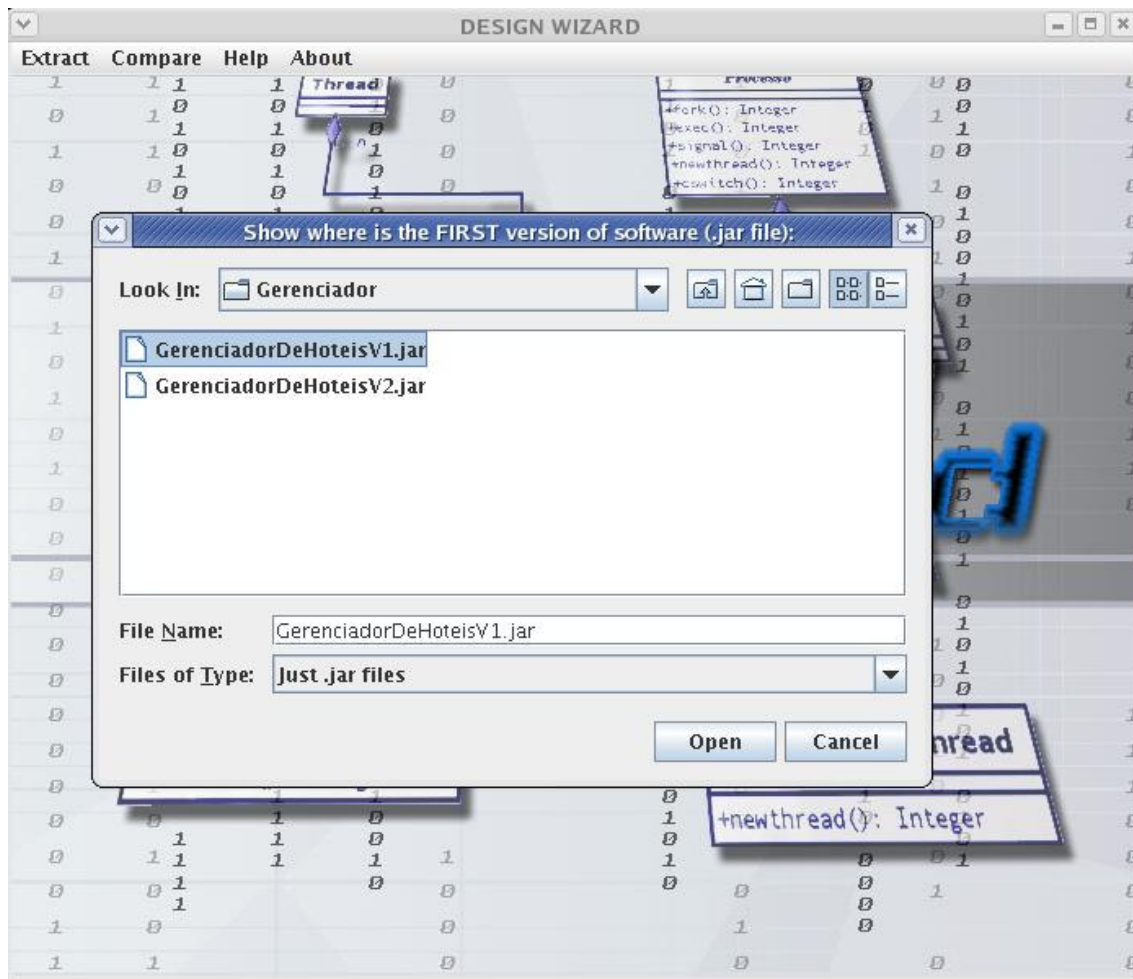 DESIGN WIZARD
Extract Compare Help About
Thread
Processo
+fork(): Integer
+exec(): Integer
+signal(): Integer
+newthread(): Integer
+cswitch(): Integer
Show where is the FIRST version of software (.jar file):
Look In: Gerenciador
GerenciadorDeHoteisV1.jar
GerenciadorDeHoteisV2.jar
File Name: GerenciadorDeHoteisV1.jar
Files of Type: Just .jar files
Open Cancel
hread
+newthread(): Integer